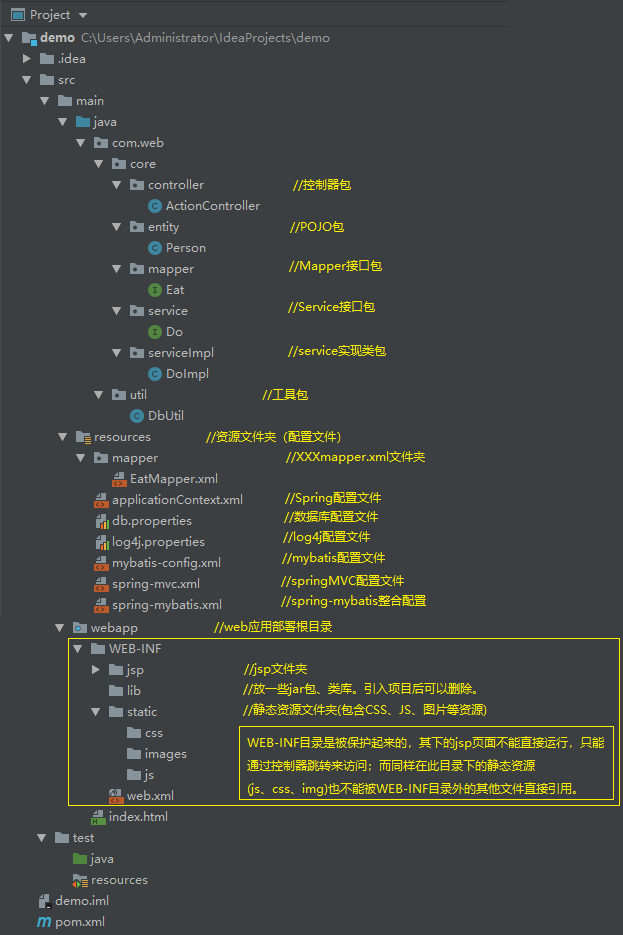 Project
demo C:\Users\Administrator\IdeaProjects\demo
.idea
src
main
java
com.web
core
controller //控制器包
ActionController
entity //POJO包
Person
mapper //Mapper接口包
Eat
service //Service接口包
Do
serviceImpl //service实现类包
DoImpl
util //工具包
DbUtil
resources //资源文件夹（配置文件）
mapper //XXXmapper.xml文件夹
EatMapper.xml
applicationContext.xml //Spring配置文件
db.properties //数据库配置文件
log4j.properties //log4j配置文件
mybatis-config.xml //mybatis配置文件
spring-mvc.xml //springMVC配置文件
spring-mybatis.xml //spring-mybatis整合配置
webapp //web应用部署根目录
WEB-INF
jsp //jsp文件夹
lib //放一些jar包、类库。引入项目后可以删除。
static //静态资源文件夹(包含CSS、JS、图片等资源)
css
images
js
web.xml
WEB-INF目录是被保护起来的，其下的jsp页面不能直接运行，只能
通过控制器跳转来访问；而同样在此目录下的静态资源
(js、css、img)也不能被WEB-INF目录外的其他文件直接引用。
index.html
test
java
resources
demo.iml
pom.xml